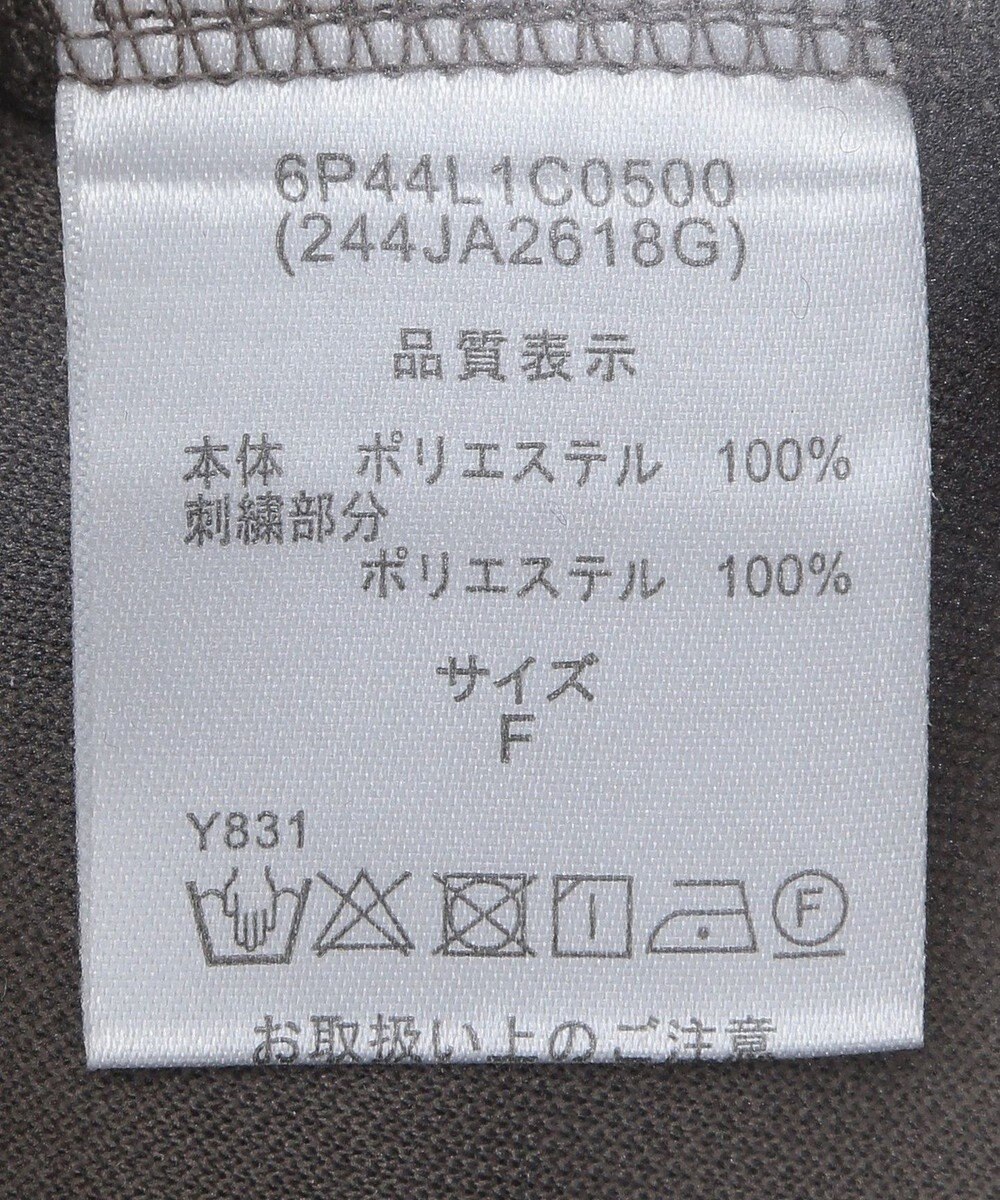 6P44L1C0500
(244JA2618G)
品質表示
本体 ポリエステル 100%
刺繍部分
ポリエステル 100%
サイズ
F
Y831
F
お取扱い上のご注意